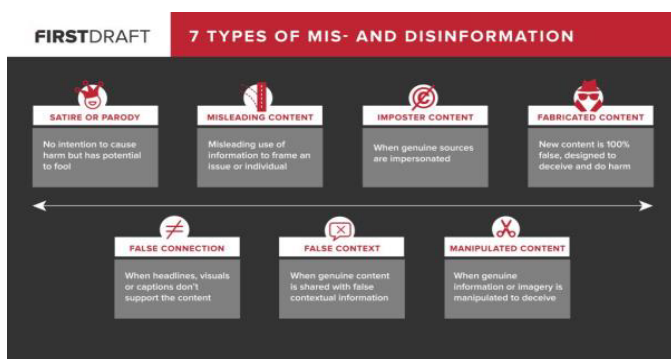 FIRSTDRAFT
7 TYPES OF MIS- AND DISINFORMATION
SATIRE OR PARODY
No intention to cause
harm but has potential
to fool
MISLEADING CONTENT
Misleading use of
information to frame an
issue or individual
IMPOSTER CONTENT
When genuine sources
are impersonated
FABRICATED CONTENT
New content is 100%
false, designed to
deceive and do harm
FALSE CONNECTION
When headlines, visuals
or captions don't
support the content
FALSE CONTEXT
When genuine content
is shared with false
contextual information
MANIPULATED CONTENT
When genuine
information or imagery is
manipulated to deceive